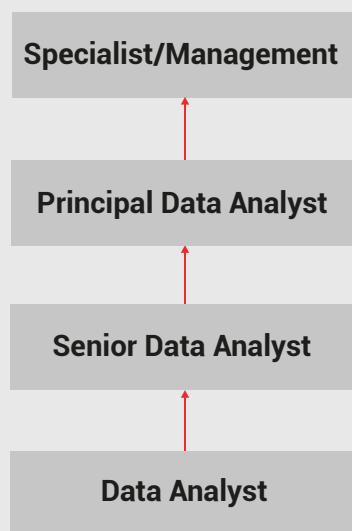 Specialist/Management
Principal Data Analyst
Senior Data Analyst
Data Analyst